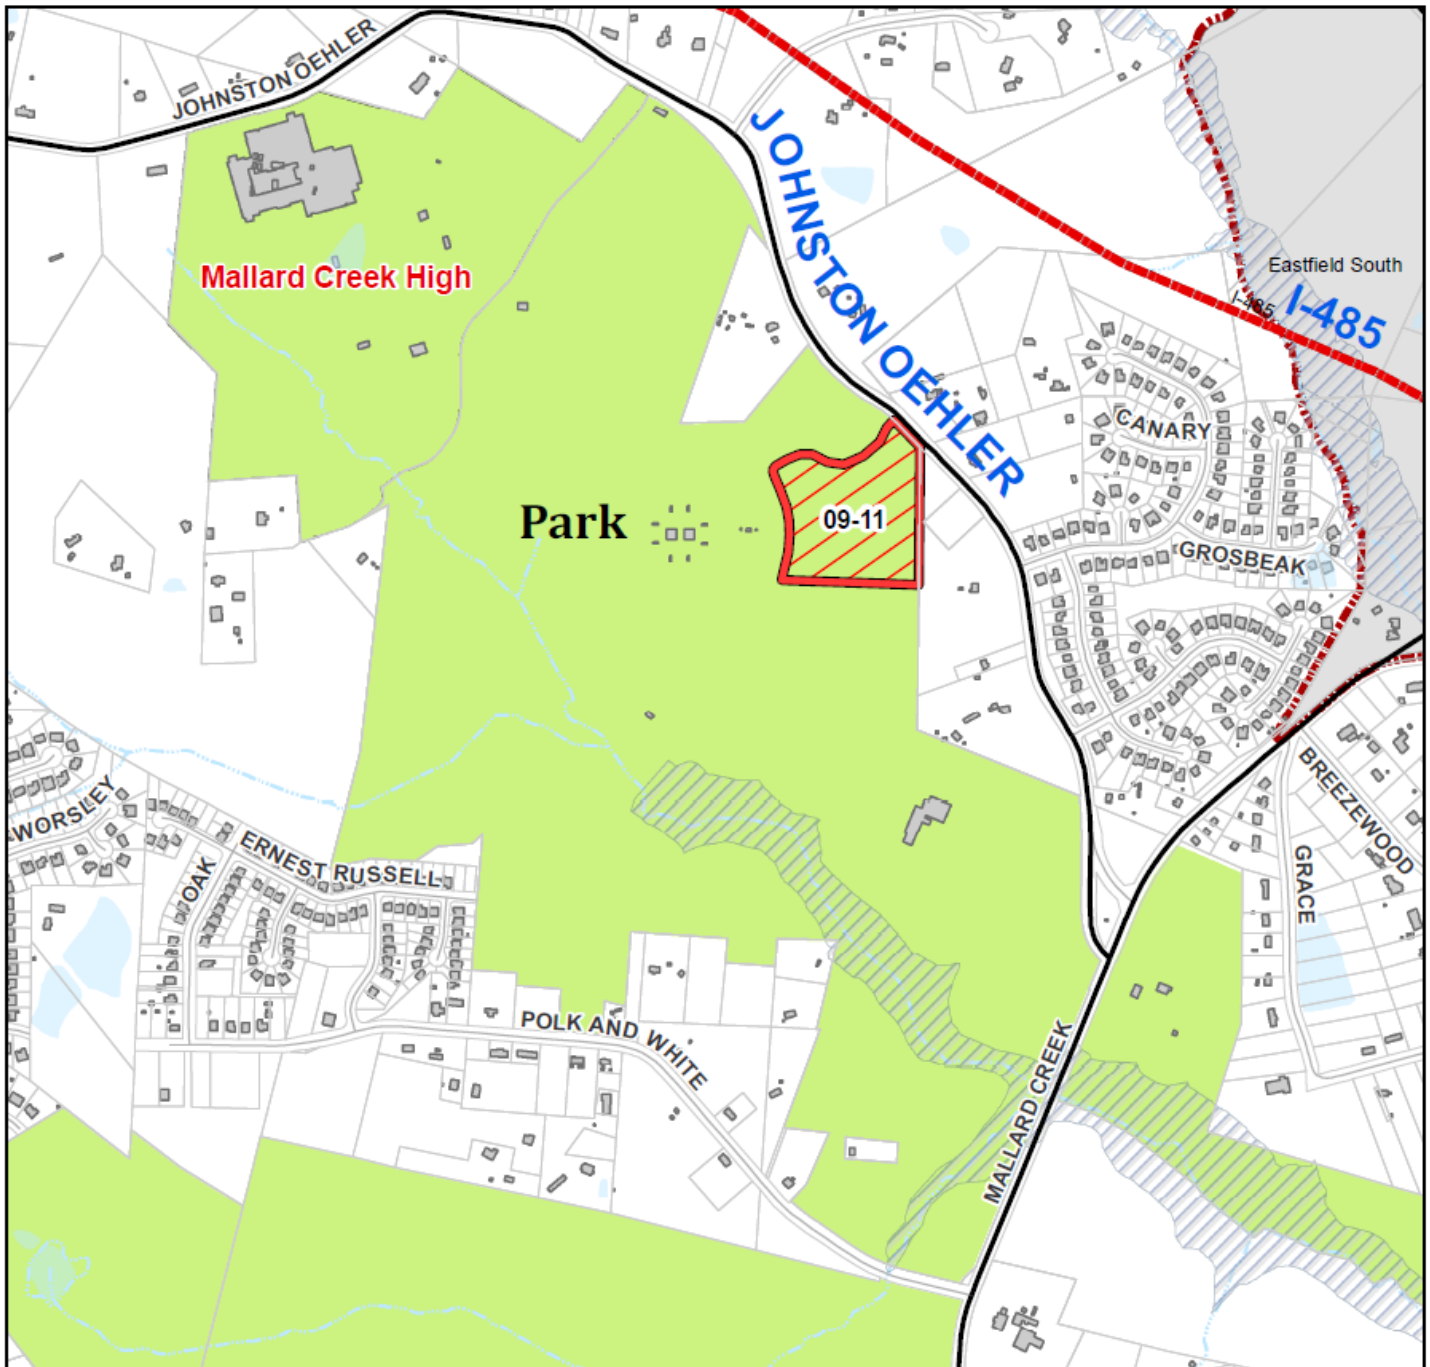 JOHNSTON OEHLER
JOHNSTON OEHLER
Mallard Creek High
Eastfield South
I-485
I-485
CANARY
Park
09-11
GROSBEAK
BREEZEWOOD
WORSLEY
OAK
ERNEST RUSSELL
GRACE
POLK AND WHITE
MALLARD CREEK